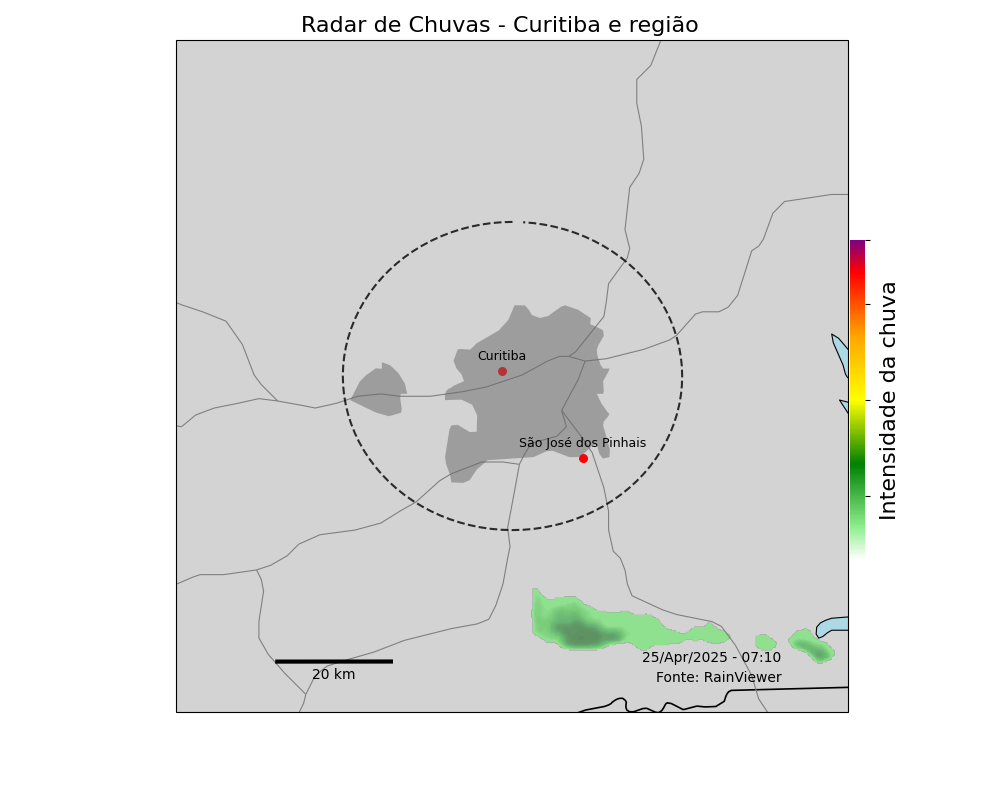 Radar de Chuvas - Curitiba e região
Curitiba
São José dos Pinhais
Intensidade da chuva
25/Apr/2025 - 07:10
20 km
Fonte: RainViewer